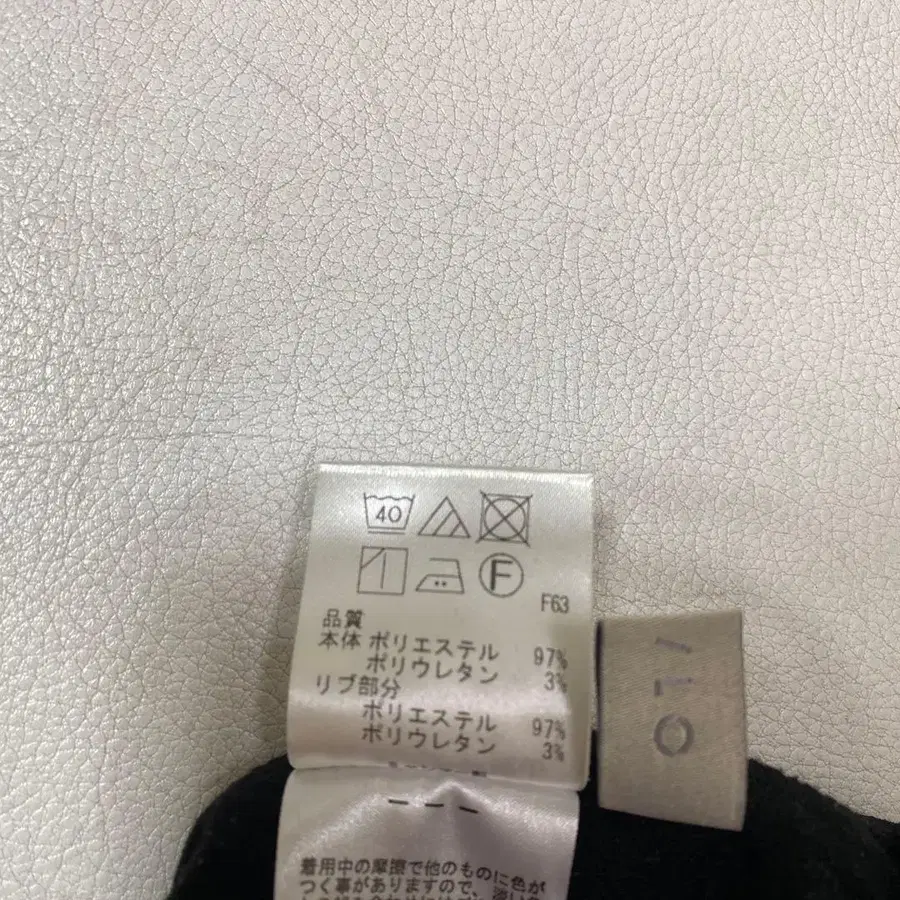 40
F
F63
品質
本体 ポリエステル 97%
ポリウレタン 3%
リブ部分
ポリエステル 97%
ポリウレタン 3%
着用中の摩擦で他のものに色が
つく事がありますので、